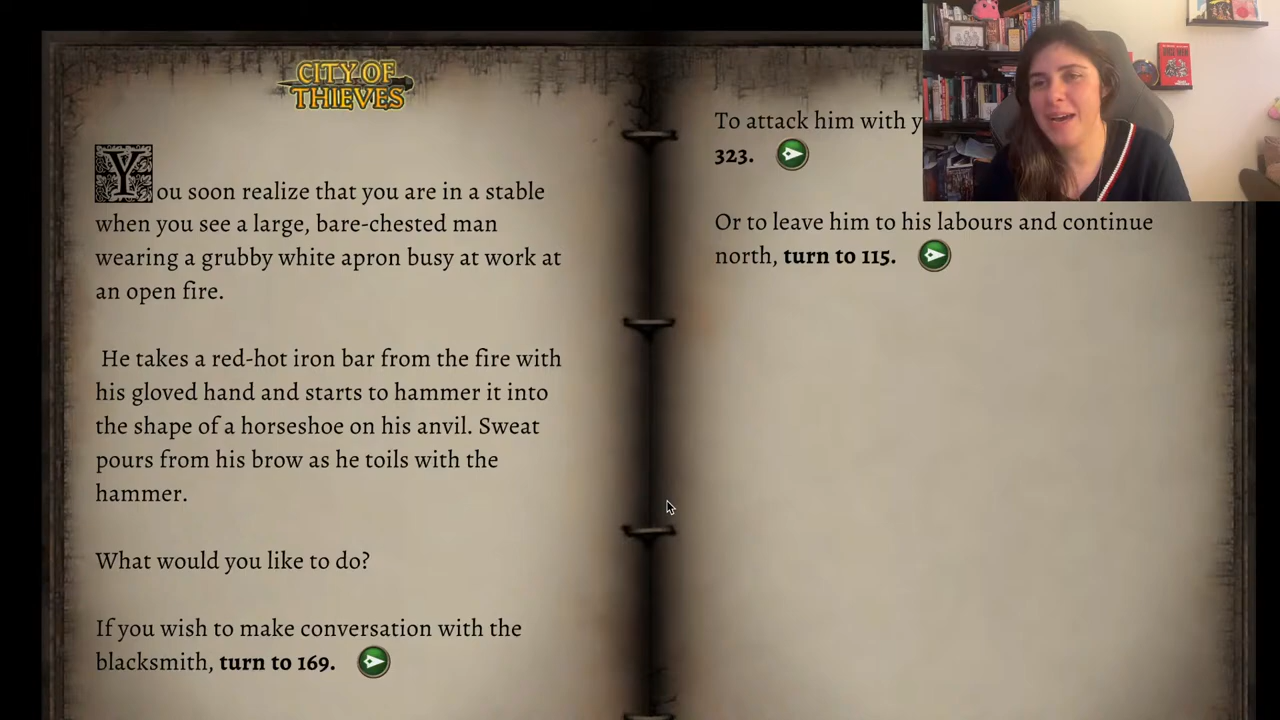 CITY OF
THIEVES
You soon realize that you are in a stable
when you see a large, bare-chested man
wearing a grubby white apron busy at work at
an open fire.
He takes a red-hot iron bar from the fire with
his gloved hand and starts to hammer it into
the shape of a horseshoe on his anvil. Sweat
pours from his brow as he toils with the
hammer.
What would you like to do?
If you wish to make conversation with the
blacksmith, turn to 169.
To attack him with y
323.
Or to leave him to his labours and continue
north, turn to 115.